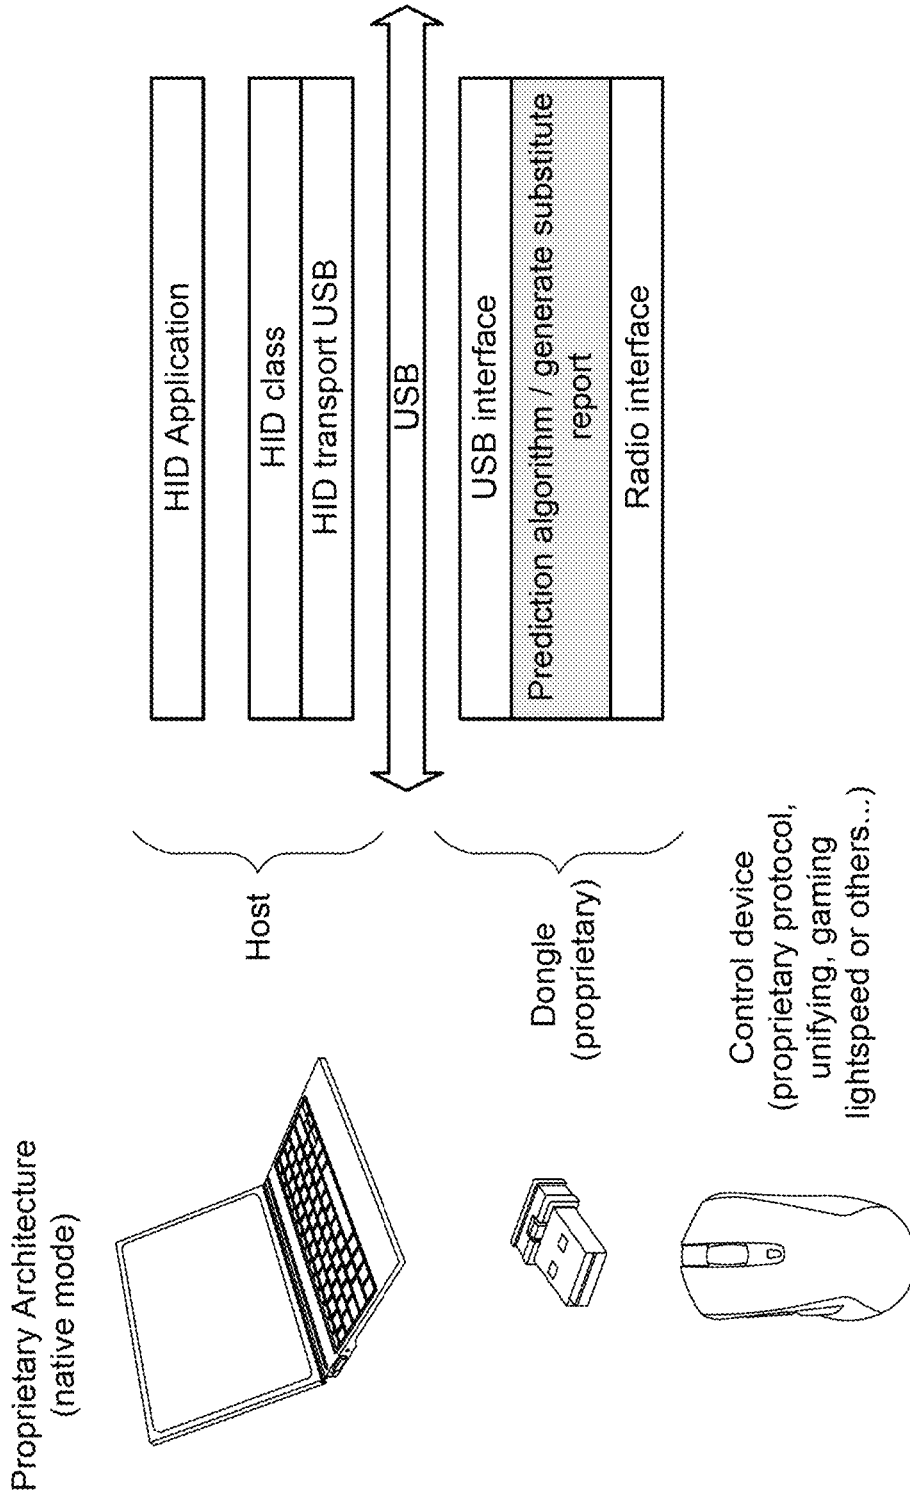 Proprietary Architecture
(native mode)
Host
HID Application
HID class
HID transport USB
USB
Dongle
(proprietary)
USB interface
Prediction algorithm / generate substitute
report
Radio interface
Control device
(proprietary protocol,
unifying, gaming
lightspeed or others...)